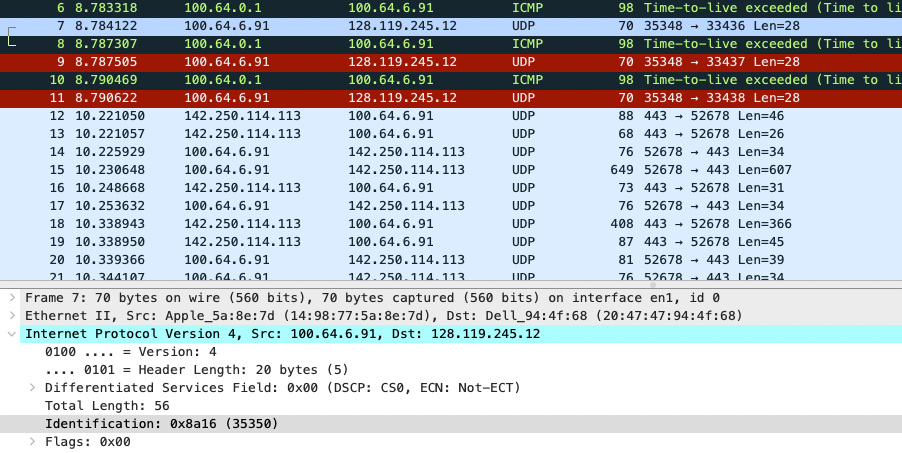 6 8.783318 100.64.0.1 100.64.6.91 ICMP 98 Time-to-live exceeded (Time to li
7 8.784122 100.64.6.91 128.119.245.12 UDP 70 35348 → 33436 Len=28
8 8.787307 100.64.0.1 100.64.6.91 ICMP 98 Time-to-live exceeded (Time to li
9 8.787505 100.64.6.91 128.119.245.12 UDP 70 35348 → 33437 Len=28
10 8.790469 100.64.0.1 100.64.6.91 ICMP 98 Time-to-live exceeded (Time to li
11 8.790622 100.64.6.91 128.119.245.12 UDP 70 35348 → 33438 Len=28
12 10.221050 142.250.114.113 100.64.6.91 UDP 88 443 → 52678 Len=46
13 10.221057 142.250.114.113 100.64.6.91 UDP 68 443 → 52678 Len=26
14 10.225929 100.64.6.91 142.250.114.113 UDP 76 52678 → 443 Len=34
15 10.230648 100.64.6.91 142.250.114.113 UDP 649 52678 → 443 Len=607
16 10.248668 142.250.114.113 100.64.6.91 UDP 73 443 → 52678 Len=31
17 10.253632 100.64.6.91 142.250.114.113 UDP 76 52678 → 443 Len=34
18 10.338943 142.250.114.113 100.64.6.91 UDP 408 443 → 52678 Len=366
19 10.338950 142.250.114.113 100.64.6.91 UDP 87 443 → 52678 Len=45
20 10.339366 100.64.6.91 142.250.114.113 UDP 81 52678 → 443 Len=39
21 10.344107 100.64.6.91 142.250.114.113 UDP 76 52678 → 443 Len=34
Frame 7: 70 bytes on wire (560 bits), 70 bytes captured (560 bits) on interface en1, id 0
Ethernet II, Src: Apple_5a:8e:7d (14:98:77:5a:8e:7d), Dst: Dell_94:4f:68 (20:47:47:94:4f:68)
Internet Protocol Version 4, Src: 100.64.6.91, Dst: 128.119.245.12
0100 .... = Version: 4
.... 0101 = Header Length: 20 bytes (5)
Differentiated Services Field: 0x00 (DSCP: CS0, ECN: Not-ECT)
Total Length: 56
Identification: 0x8a16 (35350)
Flags: 0x00